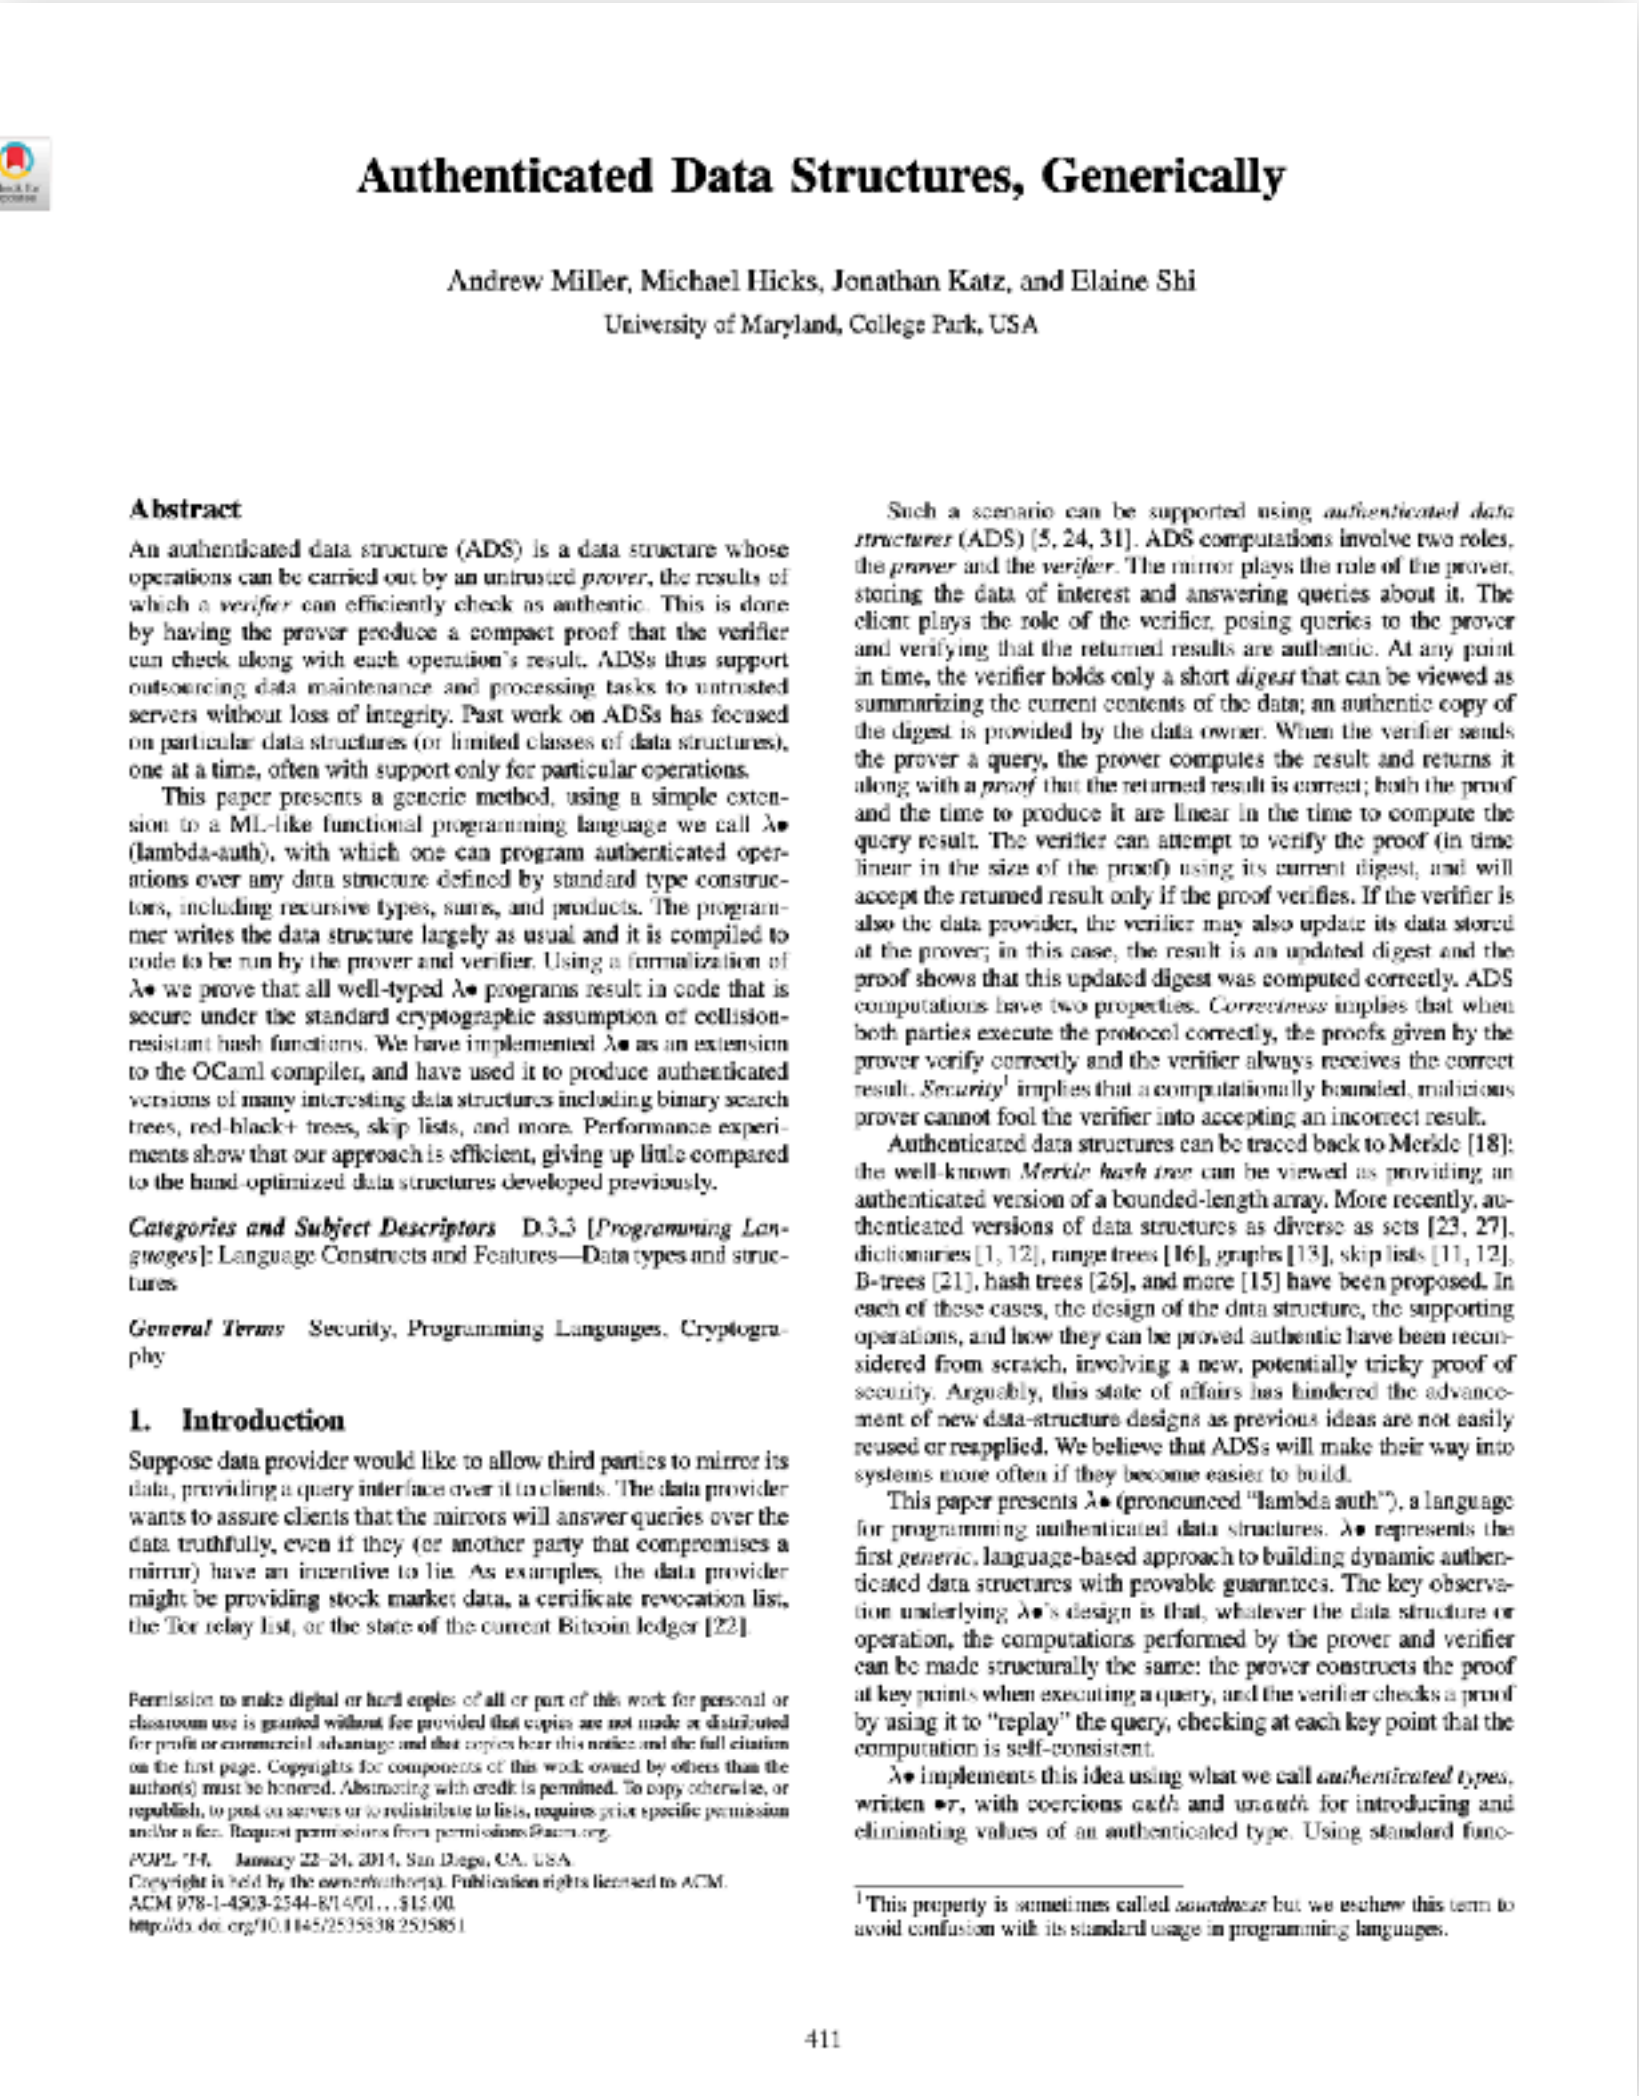 Check for
updates
Authenticated Data Structures, Generically
Andrew Miller, Michael Hicks, Jonathan Katz, and Elaine Shi
University of Maryland, College Park, USA
Abstract
An authenticated data structure (ADS) is a data structure whose
operations can be carried out by an untrusted prover, the results of
which a verifier can efficiently check as authentic. This is done
by having the prover produce a compact proof that the verifier
can check along with each operation's result. ADSs thus support
outsourcing data maintenance and processing tasks to untrusted
servers without loss of integrity. Past work on ADSs has focused
on particular data structures (or limited classes of data structures),
one at a time, often with support only for particular operations.
This paper presents a generic method, using a simple exten-
sion to a ML-like functional programming language we call λ●
(lambda-auth), with which one can program authenticated oper-
ations over any data structure defined by standard type construc-
tors, including recursive types, sums, and products. The program-
mer writes the data structure largely as usual and it is compiled to
code to be run by the prover and verifier. Using a formalization of
λ● we prove that all well-typed λ● programs result in code that is
secure under the standard cryptographic assumption of collision-
resistant hash functions. We have implemented λ● as an extension
to the OCaml compiler, and have used it to produce authenticated
versions of many interesting data structures including binary search
trees, red-black+ trees, skip lists, and more. Performance experi-
ments show that our approach is efficient, giving up little compared
to the hand-optimized data structures developed previously.
Categories and Subject Descriptors D.3.3 [Programming Lan-
guages]: Language Constructs and Features—Data types and struc-
tures
General Terms Security, Programming Languages, Cryptogra-
phy
1. Introduction
Suppose data provider would like to allow third parties to mirror its
data, providing a query interface over it to clients. The data provider
wants to assure clients that the mirrors will answer queries over the
data truthfully, even if they (or another party that compromises a
mirror) have an incentive to lie. As examples, the data provider
might be providing stock market data, a certificate revocation list,
the Tor relay list, or the state of the current Bitcoin ledger [22].
Permission to make digital or hard copies of all or part of this work for personal or
classroom use is granted without fee provided that copies are not made or distributed
for profit or commercial advantage and that copies bear this notice and the full citation
on the first page. Copyrights for components of this work owned by others than the
author(s) must be honored. Abstracting with credit is permitted. To copy otherwise, or
republish, to post on servers or to redistribute to lists, requires prior specific permission
and/or a fee. Request permissions from permissions@acm.org.
POPL '14, January 22–24, 2014, San Diego, CA, USA.
Copyright is held by the owner/author(s). Publication rights licensed to ACM.
ACM 978-1-4503-2544-8/14/01…$15.00.
http://dx.doi.org/10.1145/2535838.2535851
Such a scenario can be supported using authenticated data
structures (ADS) [5, 24, 31]. ADS computations involve two roles,
the prover and the verifier. The mirror plays the role of the prover,
storing the data of interest and answering queries about it. The
client plays the role of the verifier, posing queries to the prover
and verifying that the returned results are authentic. At any point
in time, the verifier holds only a short digest that can be viewed as
summarizing the current contents of the data; an authentic copy of
the digest is provided by the data owner. When the verifier sends
the prover a query, the prover computes the result and returns it
along with a proof that the returned result is correct; both the proof
and the time to produce it are linear in the time to compute the
query result. The verifier can attempt to verify the proof (in time
linear in the size of the proof) using its current digest, and will
accept the returned result only if the proof verifies. If the verifier is
also the data provider, the verifier may also update its data stored
at the prover; in this case, the result is an updated digest and the
proof shows that this updated digest was computed correctly. ADS
computations have two properties. Correctness implies that when
both parties execute the protocol correctly, the proofs given by the
prover verify correctly and the verifier always receives the correct
result. Security¹ implies that a computationally bounded, malicious
prover cannot fool the verifier into accepting an incorrect result.
Authenticated data structures can be traced back to Merkle [18];
the well-known Merkle hash tree can be viewed as providing an
authenticated version of a bounded-length array. More recently, au-
thenticated versions of data structures as diverse as sets [23, 27],
dictionaries [1, 12], range trees [16], graphs [13], skip lists [11, 12],
B-trees [21], hash trees [26], and more [15] have been proposed. In
each of these cases, the design of the data structure, the supporting
operations, and how they can be proved authentic have been recon-
sidered from scratch, involving a new, potentially tricky proof of
security. Arguably, this state of affairs has hindered the advance-
ment of new data-structure designs as previous ideas are not easily
reused or reapplied. We believe that ADSs will make their way into
systems more often if they become easier to build.
This paper presents λ● (pronounced "lambda auth"), a language
for programming authenticated data structures. λ● represents the
first generic, language-based approach to building dynamic authen-
ticated data structures with provable guarantees. The key observa-
tion underlying λ●'s design is that, whatever the data structure or
operation, the computations performed by the prover and verifier
can be made structurally the same: the prover constructs the proof
at key points when executing a query, and the verifier checks a proof
by using it to "replay" the query, checking at each key point that the
computation is self-consistent.
λ● implements this idea using what we call authenticated types,
written ●τ, with coercions auth and unauth for introducing and
eliminating values of an authenticated type. Using standard func-
¹ This property is sometimes called soundness but we eschew this term to
avoid confusion with its standard usage in programming languages.
411